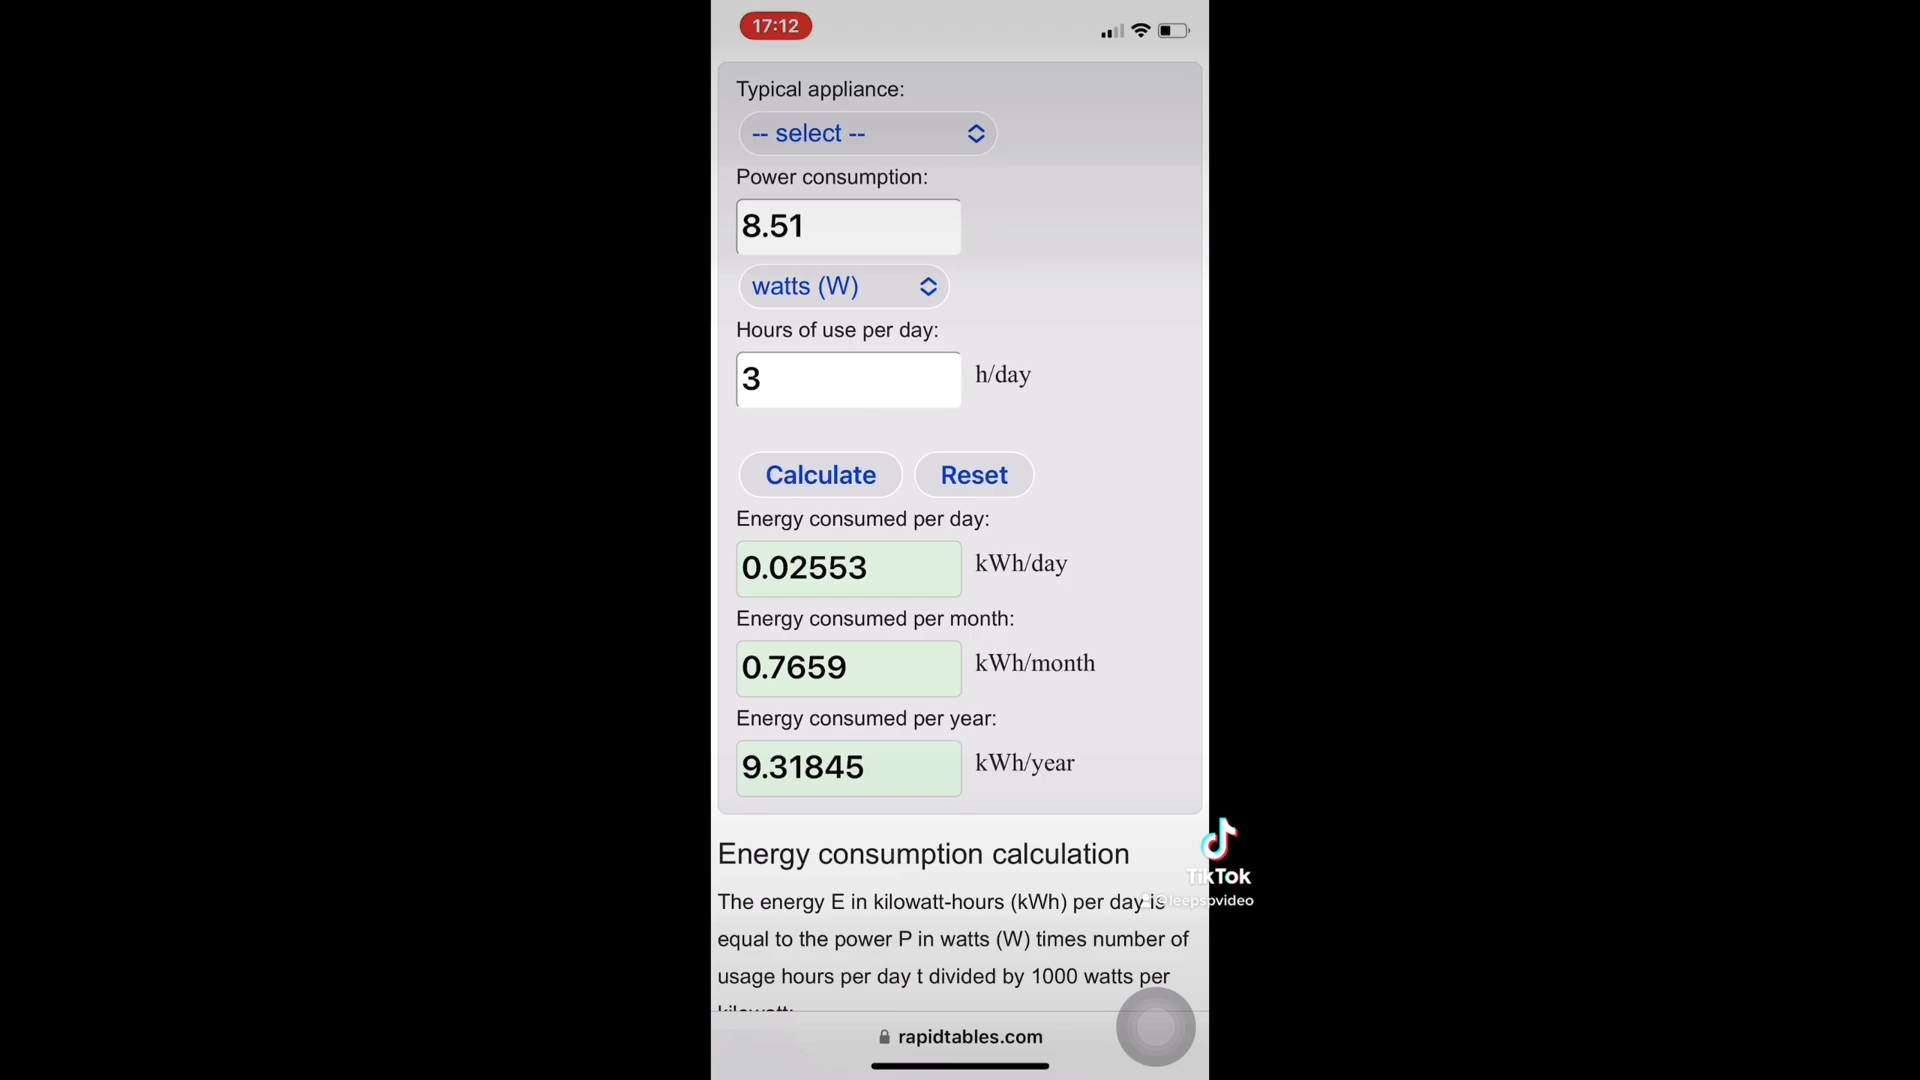 17:12
Typical appliance:
-- select --
Power consumption:
8.51
watts (W)
Hours of use per day:
3 h/day
Calculate Reset
Energy consumed per day:
0.02553 kWh/day
Energy consumed per month:
0.7659 kWh/month
Energy consumed per year:
9.31845 kWh/year
Energy consumption calculation
TikTok
The energy E in kilowatt-hours (kWh) per day is
@leepspvideo
equal to the power P in watts (W) times number of
usage hours per day t divided by 1000 watts per
rapidtables.com